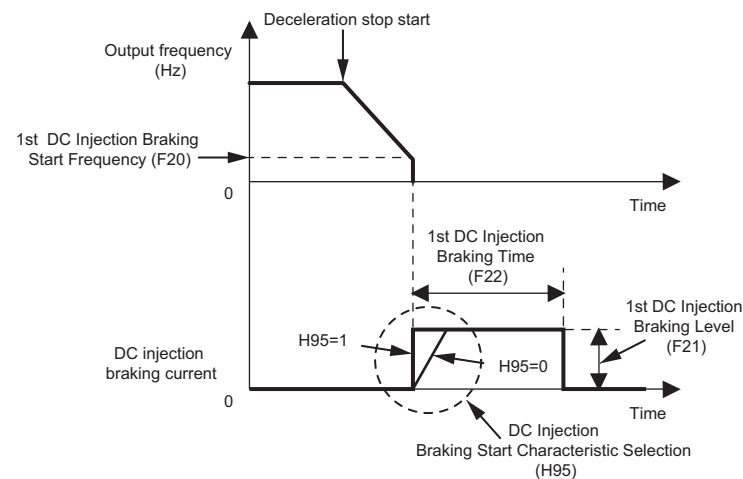 Deceleration stop start
Output frequency
(Hz)
1st DC Injection Braking
Start Frequency (F20)
0
Time
1st DC Injection
Braking Time
(F22)
1st DC Injection
Braking Level
(F21)
H95=1
H95=0
DC injection
braking current
0
Time
DC Injection
Braking Start Characteristic Selection
(H95)